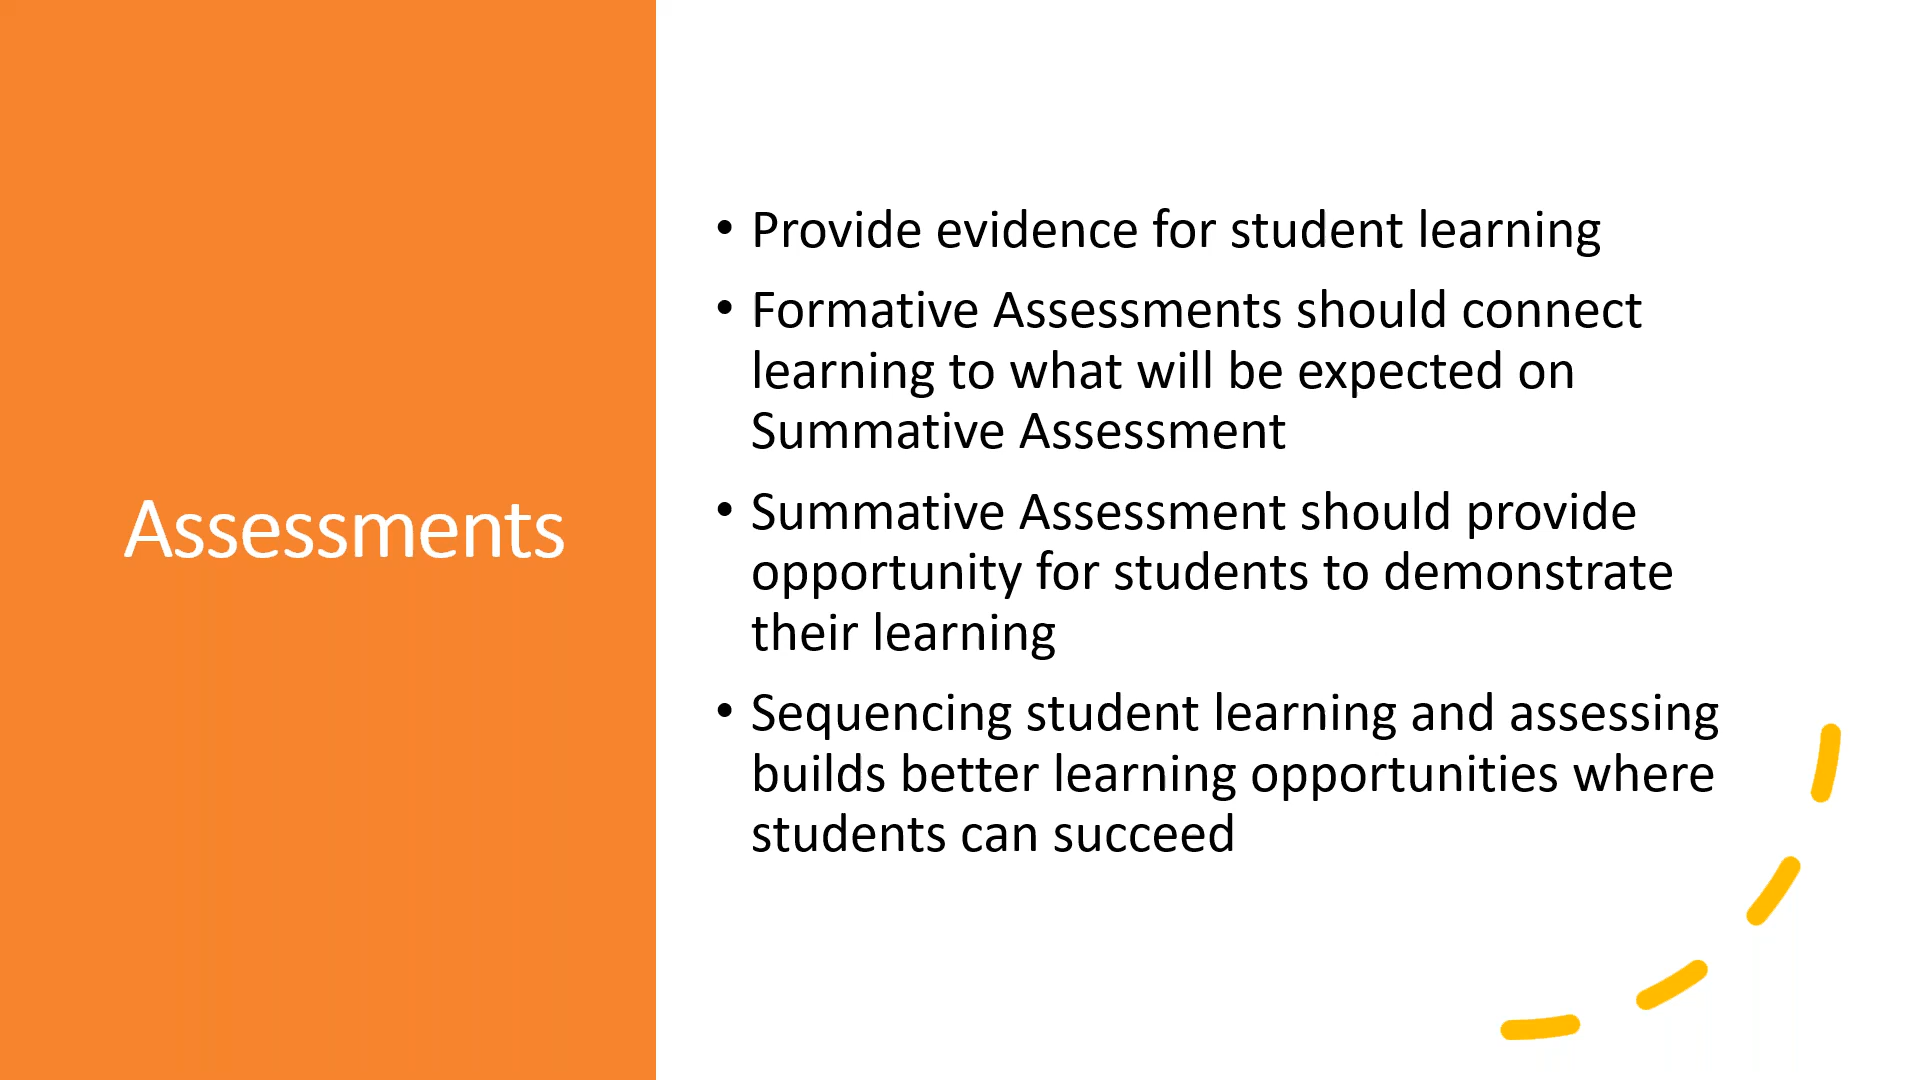 Assessments
• Provide evidence for student learning
• Formative Assessments should connect
learning to what will be expected on
Summative Assessment
• Summative Assessment should provide
opportunity for students to demonstrate
their learning
• Sequencing student learning and assessing
builds better learning opportunities where
students can succeed